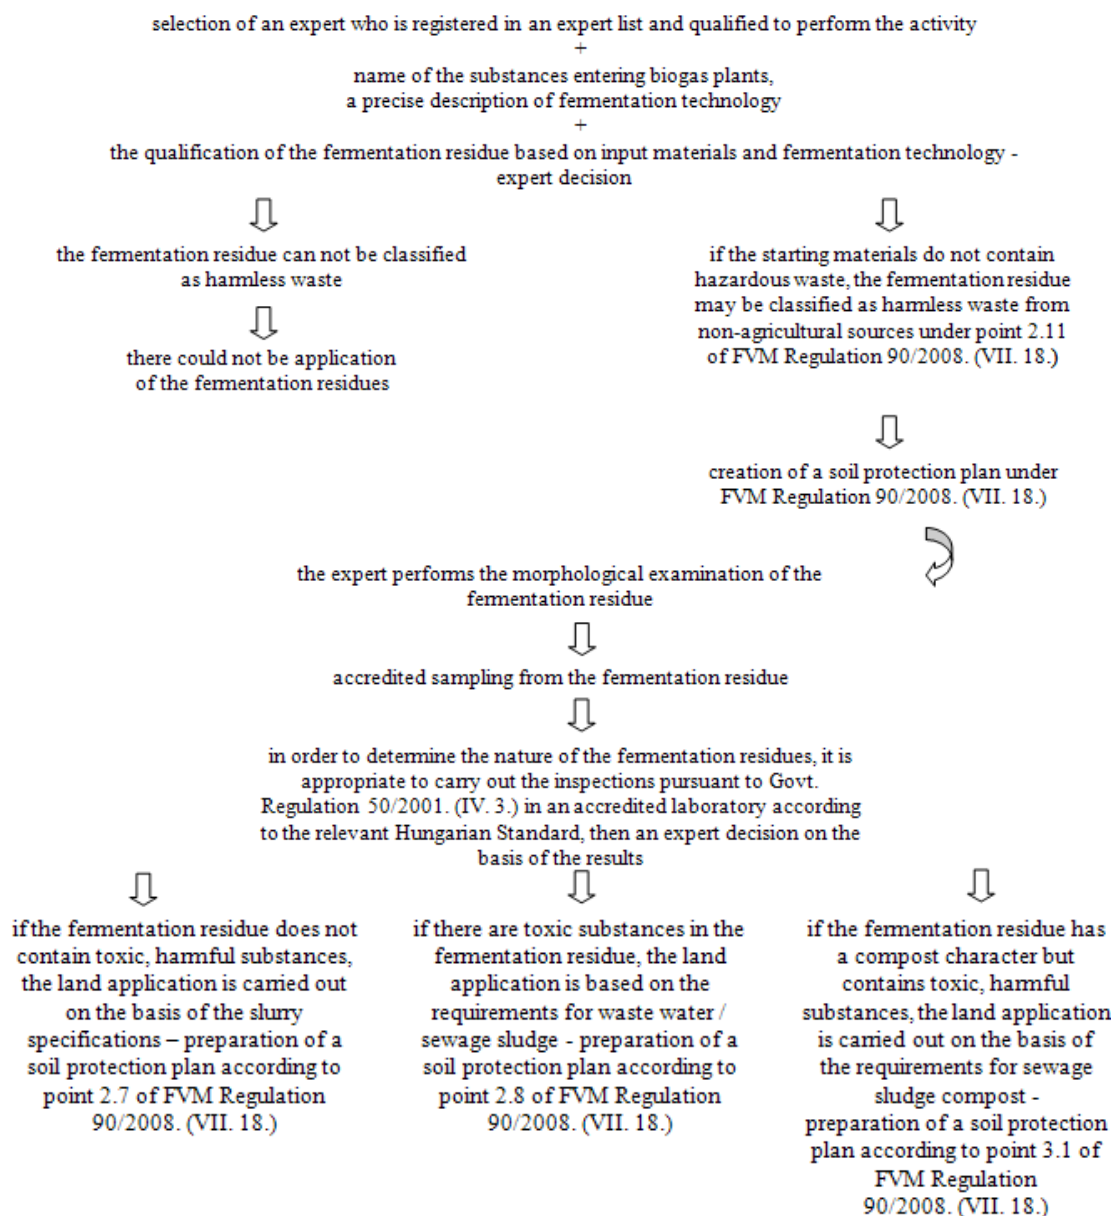 selection of an expert who is registered in an expert list and qualified to perform the activity
+
name of the substances entering biogas plants,
a precise description of fermentation technology
+
the qualification of the fermentation residue based on input materials and fermentation technology -
expert decision
the fermentation residue can not be classified
as harmless waste
there could not be application
of the fermentation residues
if the starting materials do not contain
hazardous waste, the fermentation residue
may be classified as harmless waste from
non-agricultural sources under point 2.11
of FVM Regulation 90/2008. (VII. 18.)
creation of a soil protection plan under
FVM Regulation 90/2008. (VII. 18.)
the expert performs the morphological examination of the
fermentation residue
accredited sampling from the fermentation residue
in order to determine the nature of the fermentation residues, it is
appropriate to carry out the inspections pursuant to Govt.
Regulation 50/2001. (IV. 3.) in an accredited laboratory according
to the relevant Hungarian Standard, then an expert decision on the
basis of the results
if the fermentation residue does not
contain toxic, harmful substances,
the land application is carried out
on the basis of the slurry
specifications – preparation of a
soil protection plan according to
point 2.7 of FVM Regulation
90/2008. (VII. 18.)
if there are toxic substances in the
fermentation residue, the land
application is based on the
requirements for waste water /
sewage sludge - preparation of a
soil protection plan according to
point 2.8 of FVM Regulation
90/2008. (VII. 18.)
if the fermentation residue has
a compost character but
contains toxic, harmful
substances, the land application
is carried out on the basis of
the requirements for sewage
sludge compost -
preparation of a soil protection
plan according to point 3.1 of
FVM Regulation
90/2008. (VII. 18.)